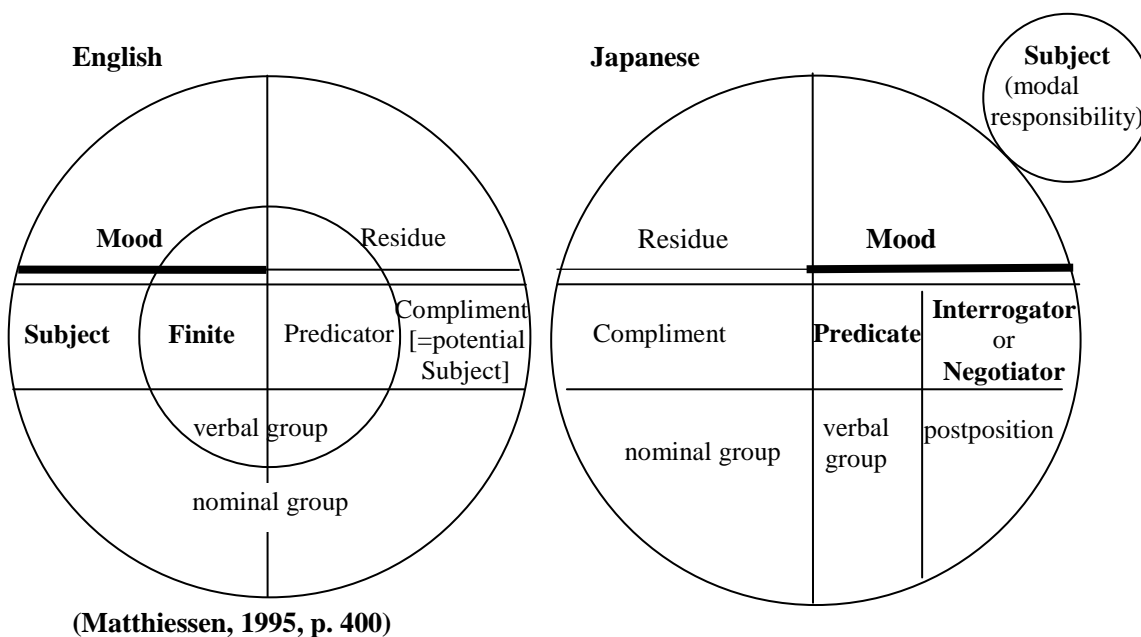 English
Japanese
Subject
(modal
responsibility)
Mood
Residue
Residue
Mood
Subject
Finite
Predicator
Compliment
[=potential
Subject]
Compliment
Predicate
Interrogator
or
Negotiator
verbal group
nominal group
nominal group
verbal
group
postposition
(Matthiessen, 1995, p. 400)